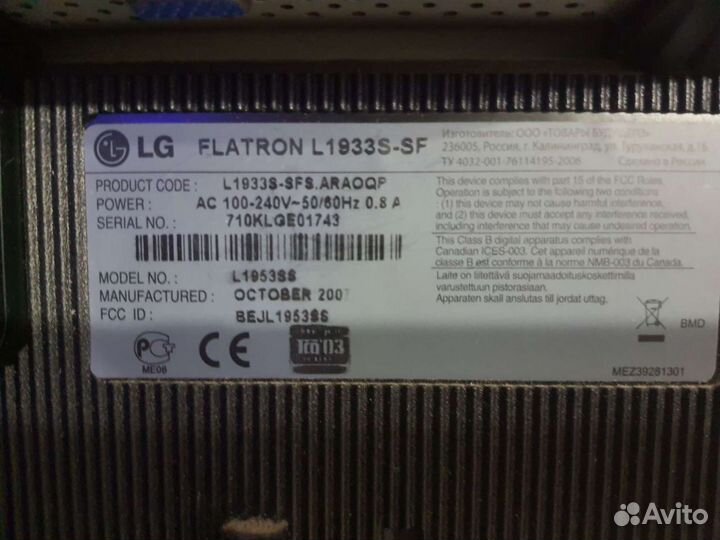 LG FLATRON L1933S-SF
PRODUCT CODE : L1933S-SFS.ARAOQP
POWER : AC 100-240V~50/60Hz 0.8 A
SERIAL NO. : 710KLGE01743
MODEL NO. : L1953SS
MANUFACTURED : OCTOBER 2007
FCC ID : BEJL1953SS
ME06
CE
TCO'03
Изготовитель: ООО «ТОВАРЫ
236005, Россия, г. Калининград, ул. Туруханская, д.1Б
ТУ 4032-001-76114195-2006 Сделано в России
This device complies with part 15 of the FCC Rules.
Operation is subject to the following two conditions
: (1) this device may not cause harmful interference,
and (2) this device must accept any interference received,
including interference that may cause undesired operation.
This Class B digital apparatus complies with
Canadian ICES-003. Cet appareil numérique de la
classe B est conforme à la norme NMB-003 du Canada.
Laite on liitettävä suojamaadoituskoskettimilla
varustettuun pistorasiaan.
Apparaten skall anslutas till jordat uttag.
BMD
MEZ39281301
Avito